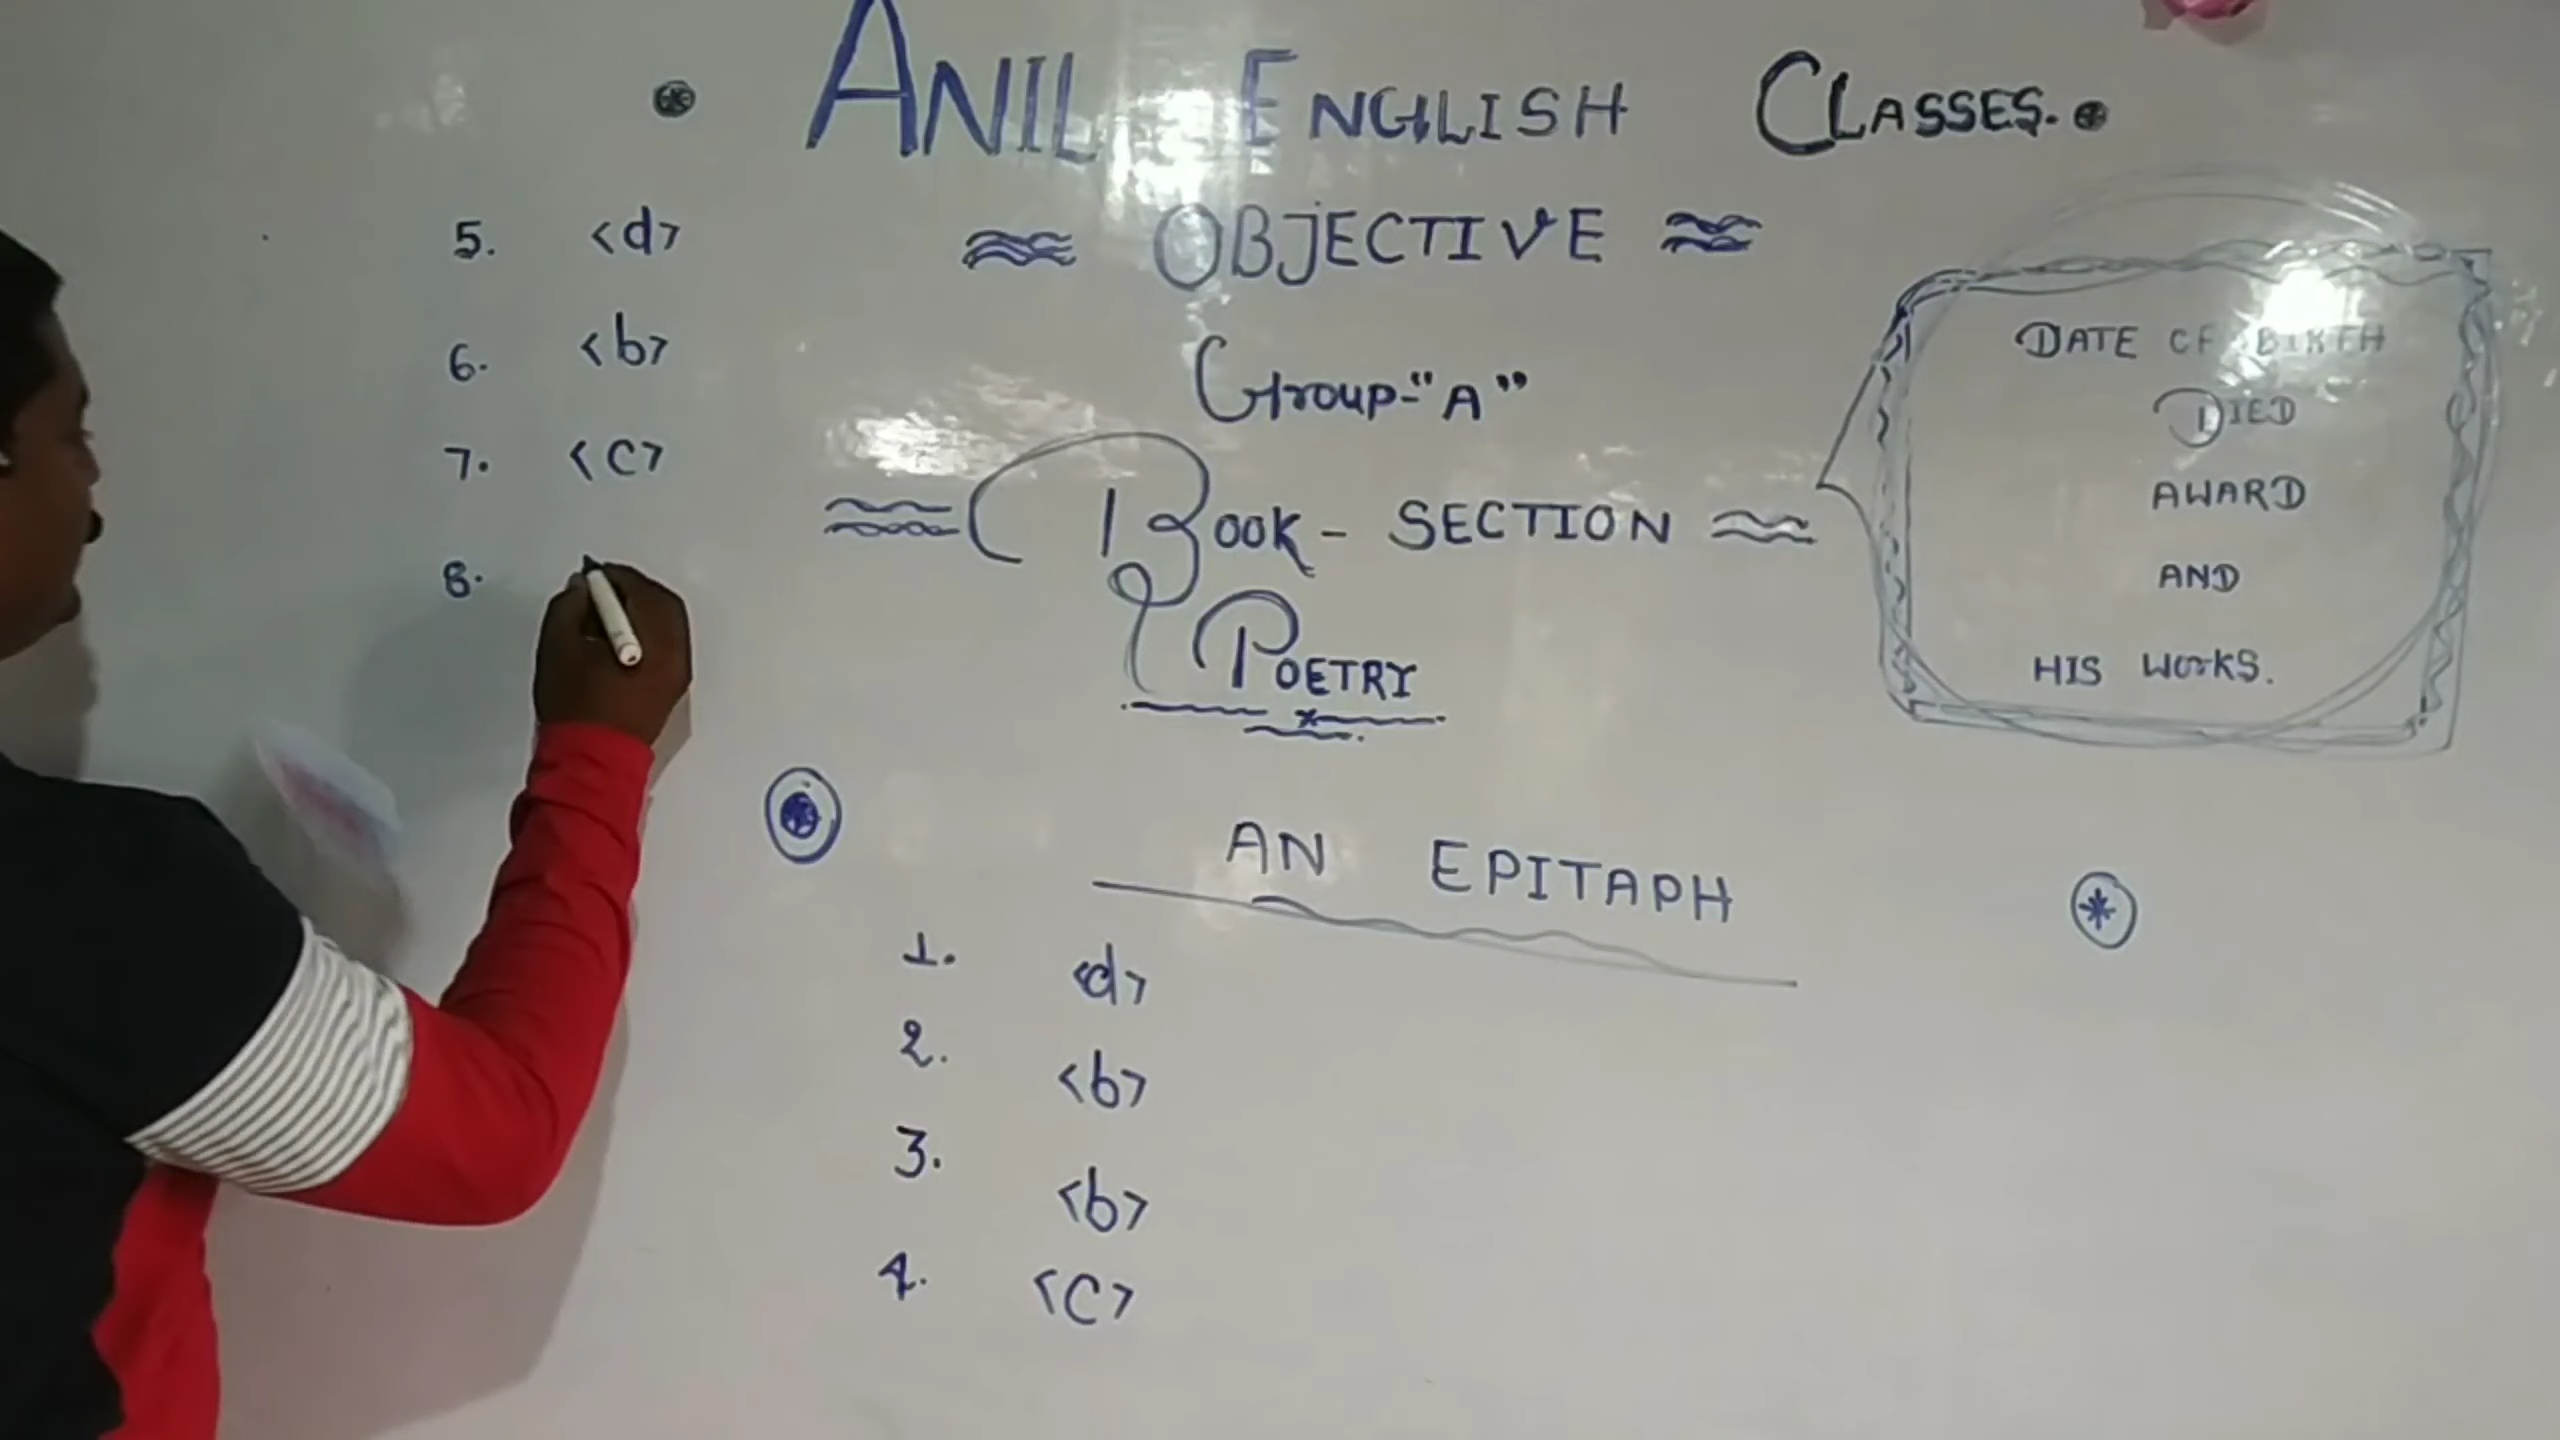 ANIL ENGLISH CLASSES.
OBJECTIVE
Group-"A"
BOOK - SECTION
POETRY
DATE OF BIRTH
DIED
AWARD
AND
HIS WORKS.
5. <d>
6. <b>
7. <c>
8.
AN EPITAPH
1. <d>
2. <b>
3. <b>
4. <c>